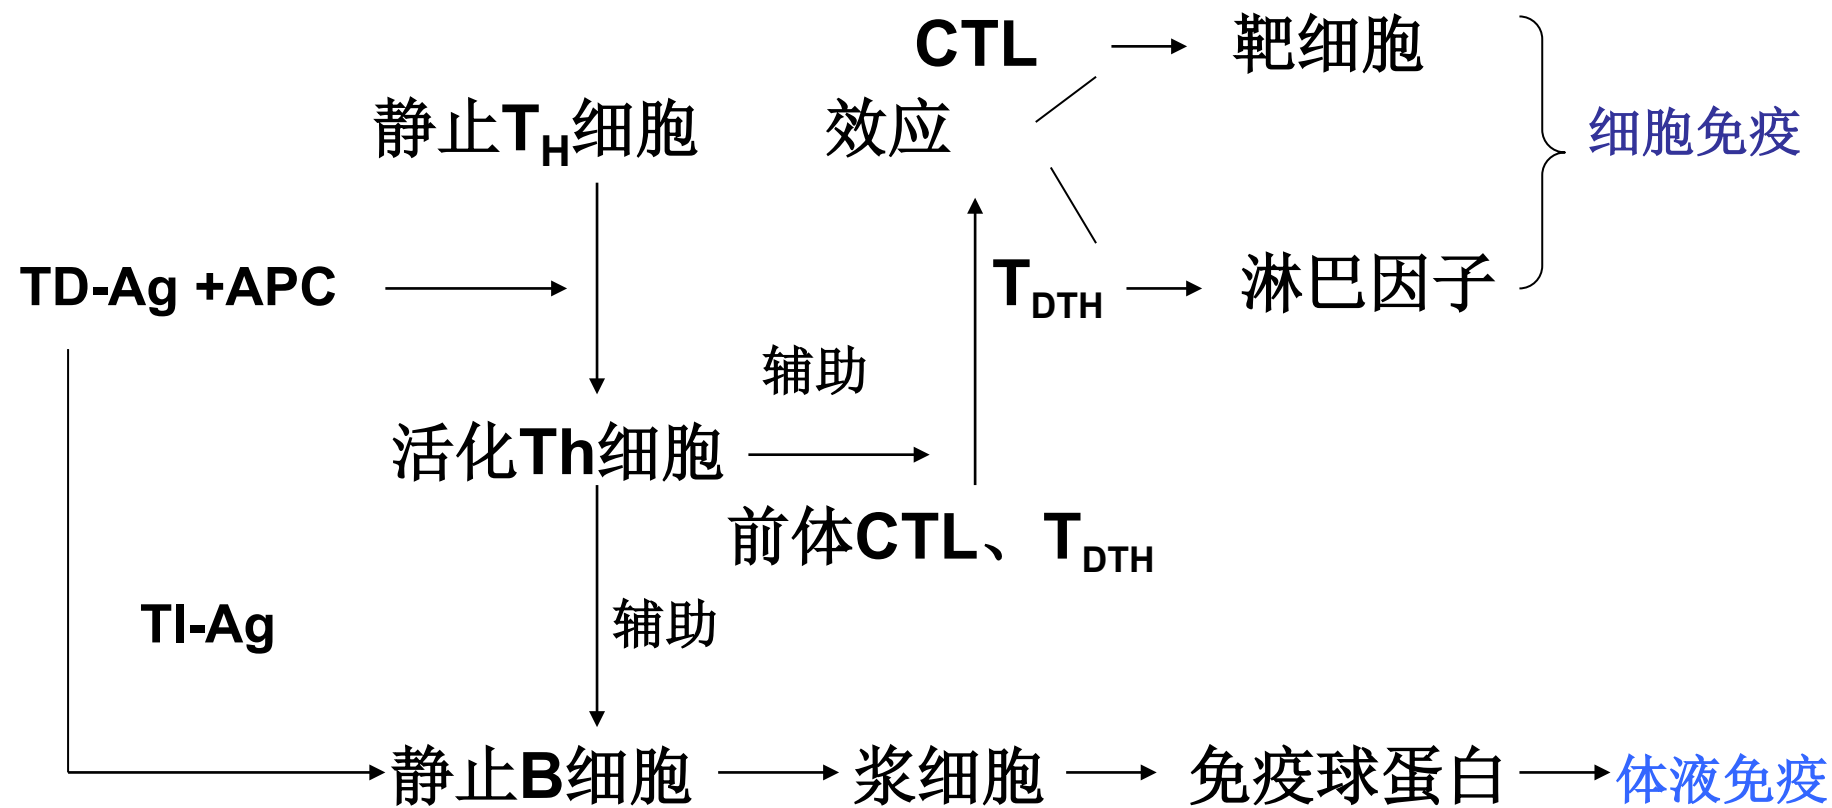 CTL 靶细胞
静止TH细胞 效应 细胞免疫
TD-Ag +APC TDTH 淋巴因子
辅助
活化Th细胞
前体CTL、TDTH
TI-Ag 辅助
静止B细胞 浆细胞 免疫球蛋白 体液免疫